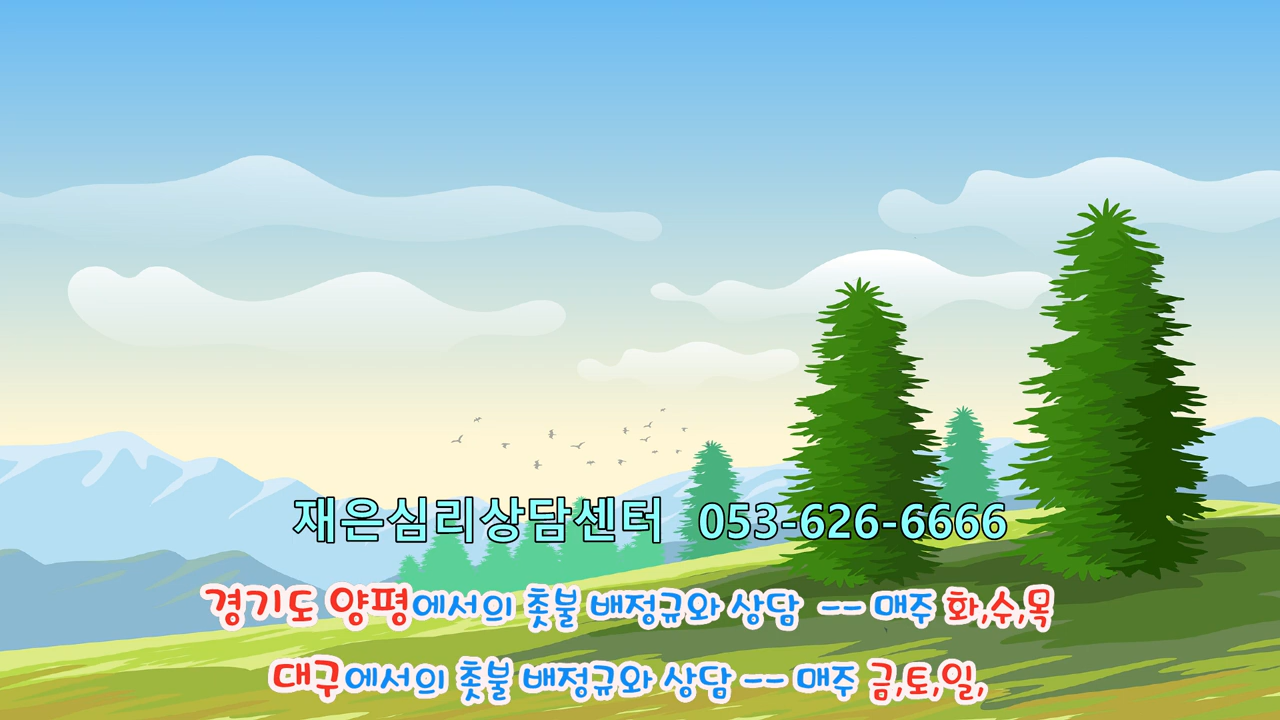 재은심리상담센터 053-626-6666
경기도 양평에서의 촛불 배정규와 상담 -- 매주 화,수,목
대구에서의 촛불 배정규와 상담 -- 매주 금,토,일,